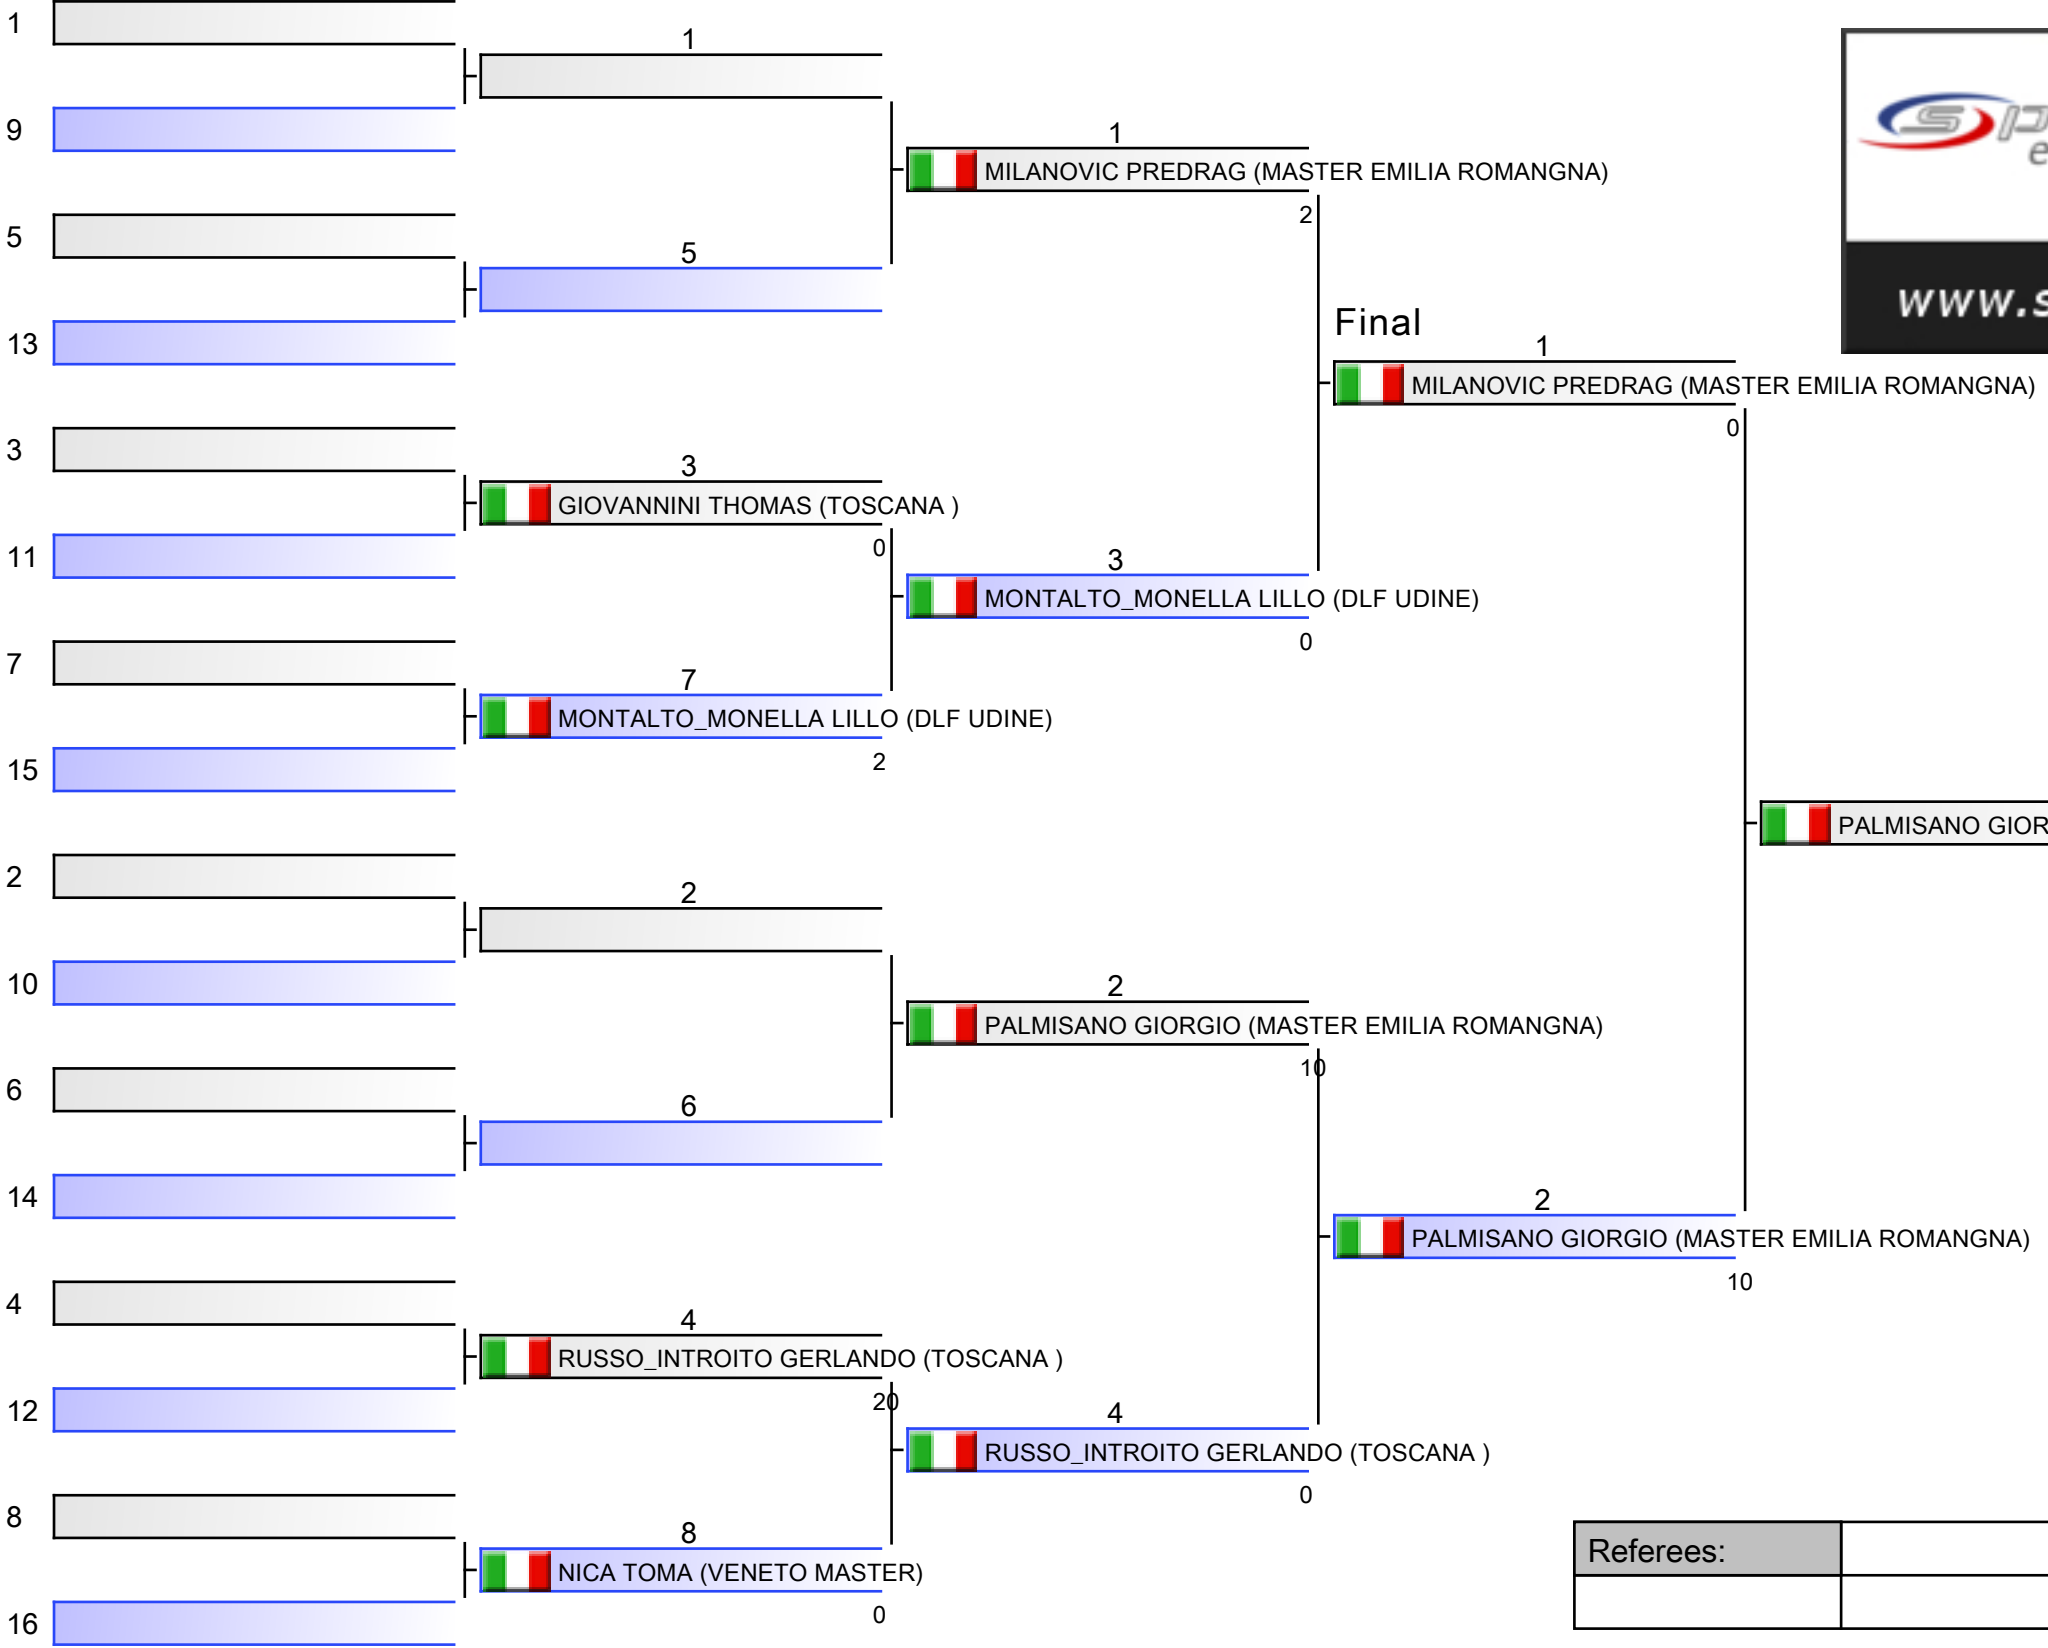 1
9
5
13
3
11
7
15
2
10
6
14
4
12
8
16
1
5
3
GIOVANNINI THOMAS (TOSCANA )
0
7
MONTALTO_MONELLA LILLO (DLF UDINE)
2
2
6
4
RUSSO_INTROITO GERLANDO (TOSCANA )
20
8
NICA TOMA (VENETO MASTER)
0
1
MILANOVIC PREDRAG (MASTER EMILIA ROMANGNA)
2
3
MONTALTO_MONELLA LILLO (DLF UDINE)
0
2
PALMISANO GIORGIO (MASTER EMILIA ROMANGNA)
10
4
RUSSO_INTROITO GERLANDO (TOSCANA )
0
Final
1
MILANOVIC PREDRAG (MASTER EMILIA ROMANGNA)
0
2
PALMISANO GIORGIO (MASTER EMILIA ROMANGNA)
10
PALMISANO GIOR
sp
e
www.s
Referees: